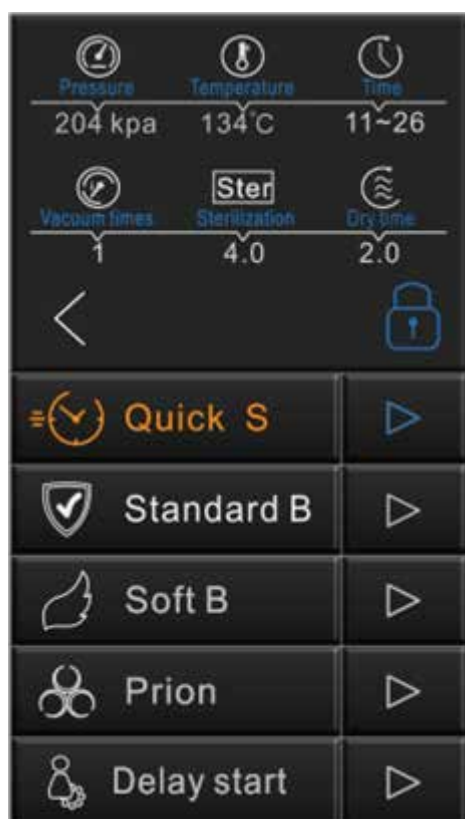 Pressure Temperature Time
204 kpa 134°C 11~26
Ster
Vacuum times Sterilization Dry time
1 4.0 2.0
Quick S
Standard B
Soft B
Prion
Delay start